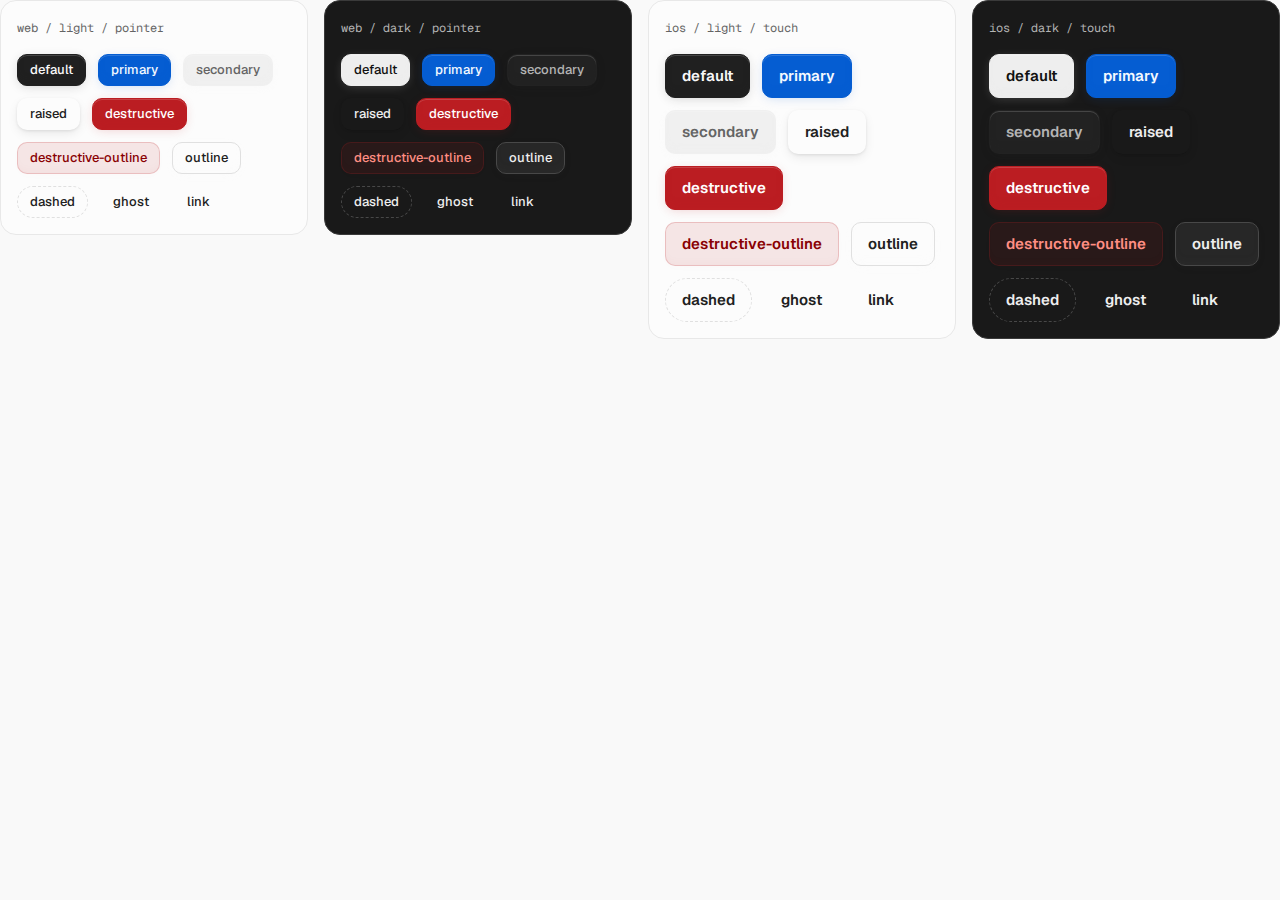 web / light / pointer
default primary secondary
raised destructive
destructive-outline outline
dashed ghost link
web / dark / pointer
default primary secondary
raised destructive
destructive-outline outline
dashed ghost link
ios / light / touch
default primary
secondary raised
destructive
destructive-outline outline
dashed ghost link
ios / dark / touch
default primary
secondary raised
destructive
destructive-outline outline
dashed ghost link